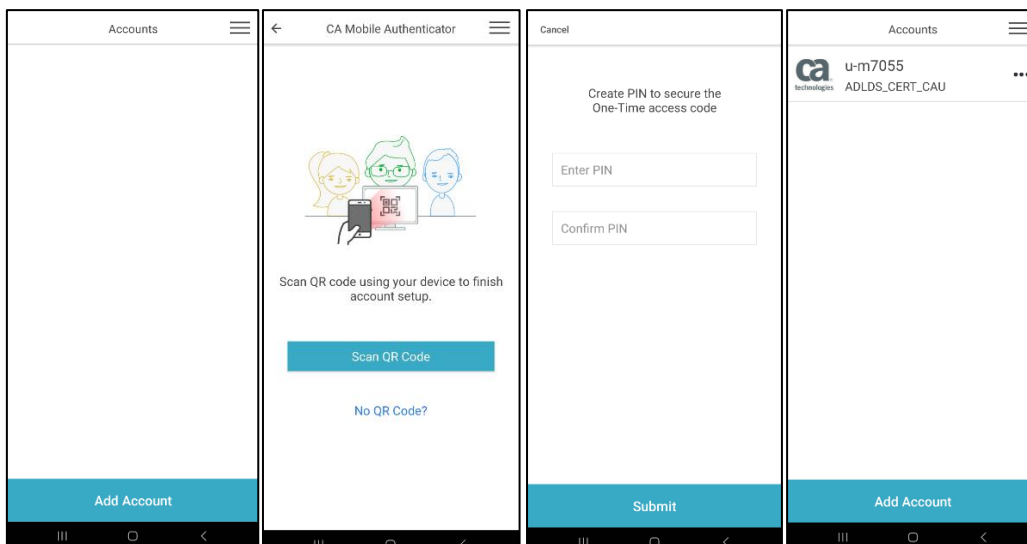 Accounts
Add Account
CA Mobile Authenticator
Scan QR code using your device to finish
account setup.
Scan QR Code
No QR Code?
Cancel
Create PIN to secure the
One-Time access code
Enter PIN
Confirm PIN
Submit
Accounts
ca
technologies
u-m7055
ADLDS_CERT_CAU
Add Account